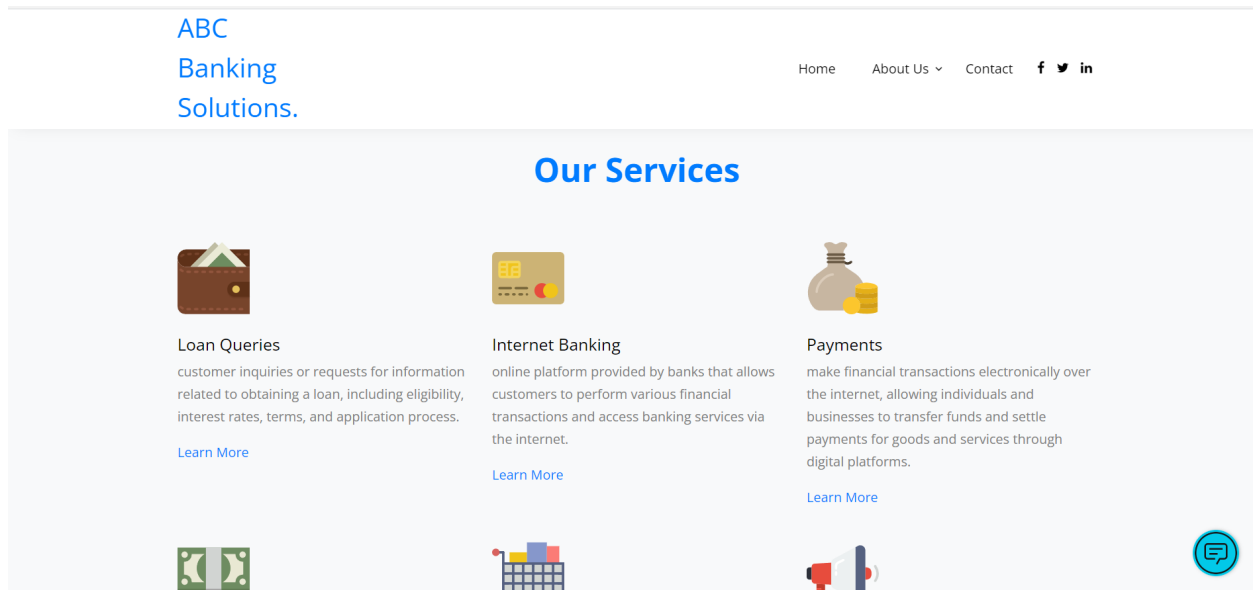 ABC
Banking
Solutions.
Home About Us Contact
Our Services
Loan Queries
customer inquiries or requests for information
related to obtaining a loan, including eligibility,
interest rates, terms, and application process.
Learn More
Internet Banking
online platform provided by banks that allows
customers to perform various financial
transactions and access banking services via
the internet.
Learn More
Payments
make financial transactions electronically over
the internet, allowing individuals and
businesses to transfer funds and settle
payments for goods and services through
digital platforms.
Learn More